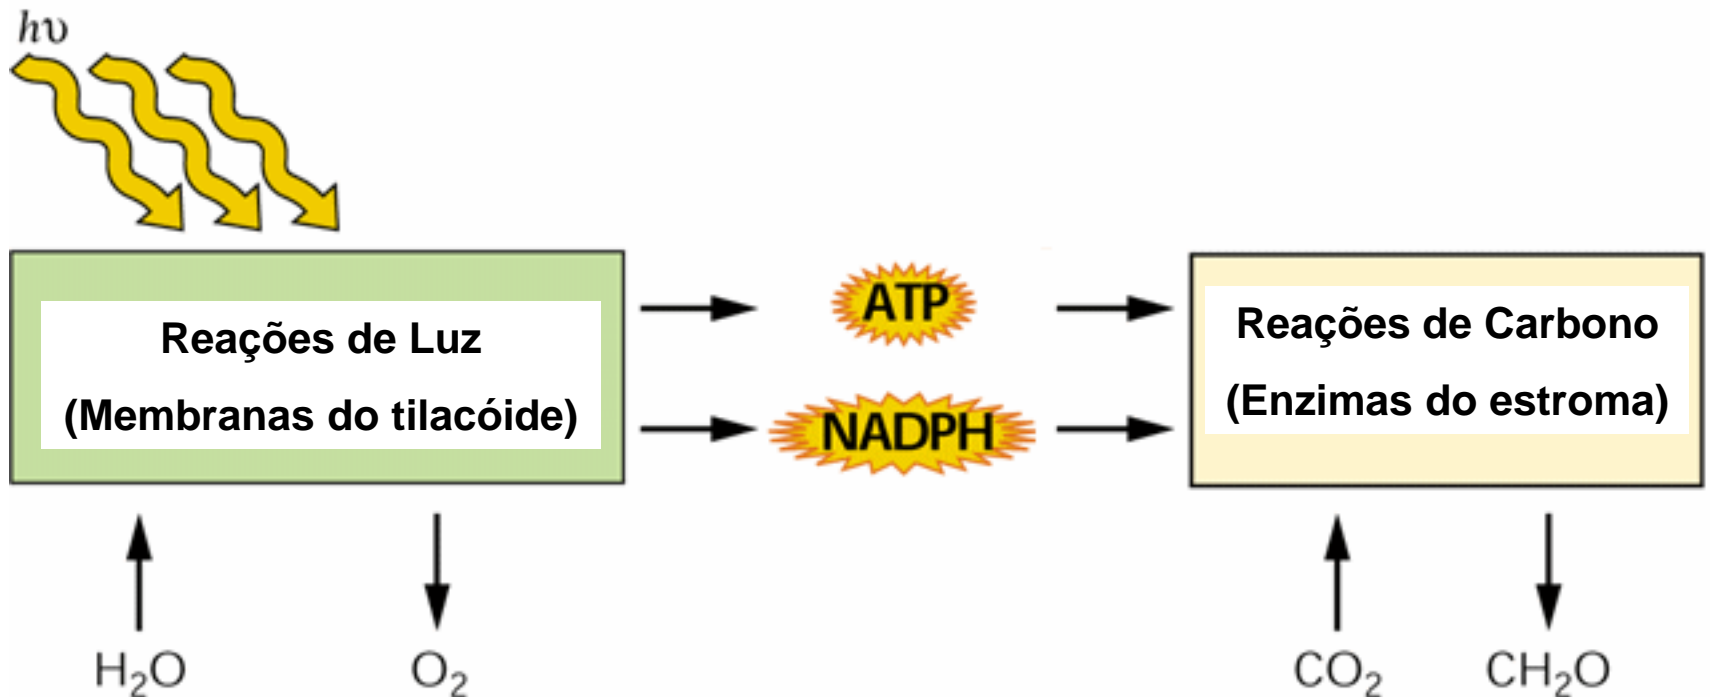 hυ
Reações de Luz
(Membranas do tilacóide)
ATP
NADPH
Reações de Carbono
(Enzimas do estroma)
H₂O
O₂
CO₂
CH₂O